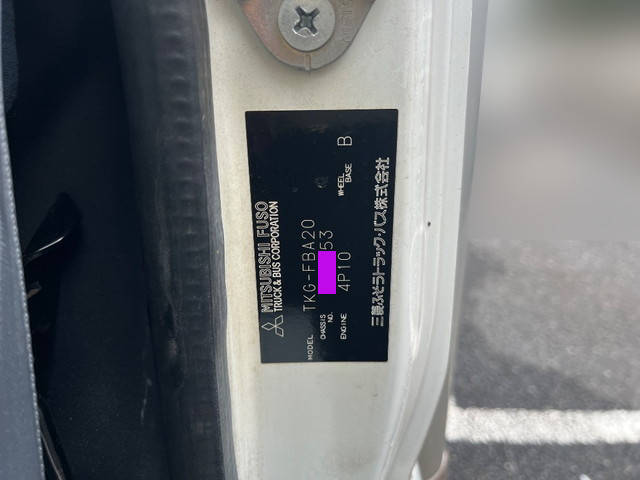 MITSUBISHI FUSO
TRUCK & BUS CORPORATION
MODEL TKG-FBA20
CHASSIS NO. 53
ENGINE 4P10 WHEEL BASE B
三菱ふそうトラック・バス株式会社